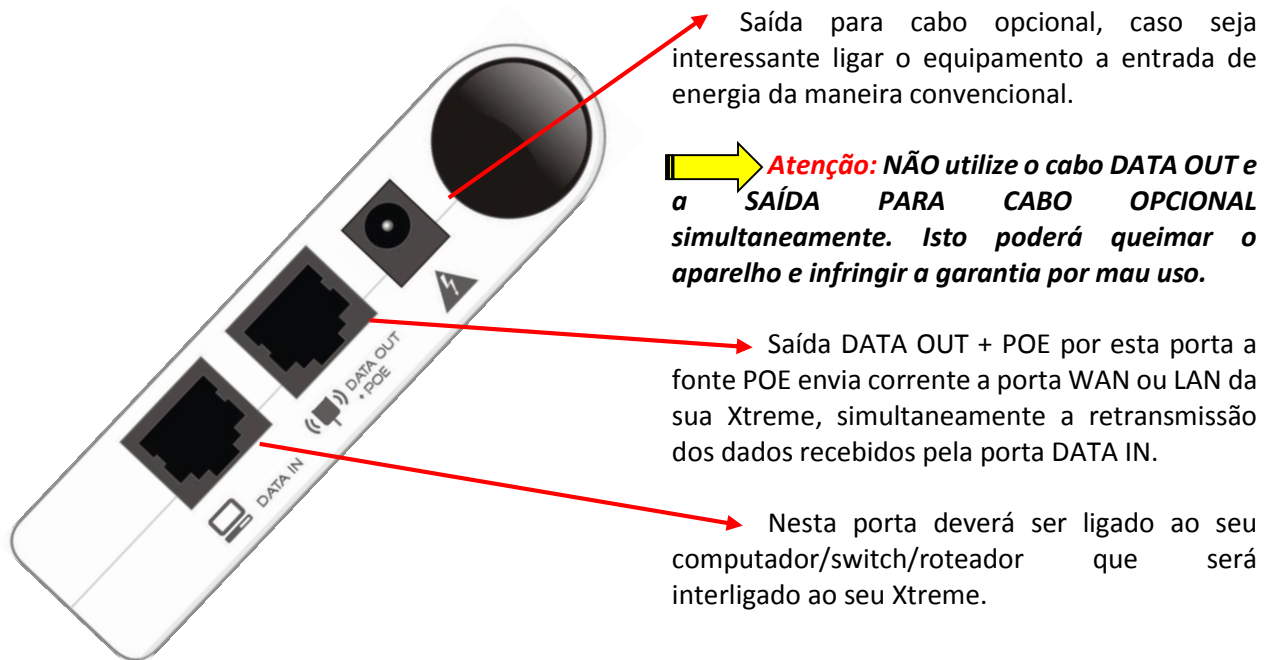 Saída para cabo opcional, caso seja
interessante ligar o equipamento a entrada de
energia da maneira convencional.
Atenção: NÃO utilize o cabo DATA OUT e
a SAÍDA PARA CABO OPCIONAL
simultaneamente. Isto poderá queimar o
aparelho e infringir a garantia por mau uso.
Saída DATA OUT + POE por esta porta a
fonte POE envia corrente a porta WAN ou LAN da
sua Xtreme, simultaneamente a retransmissão
dos dados recebidos pela porta DATA IN.
Nesta porta deverá ser ligado ao seu
computador/switch/roteador que será
interligado ao seu Xtreme.
DATA OUT
+ POE
DATA IN